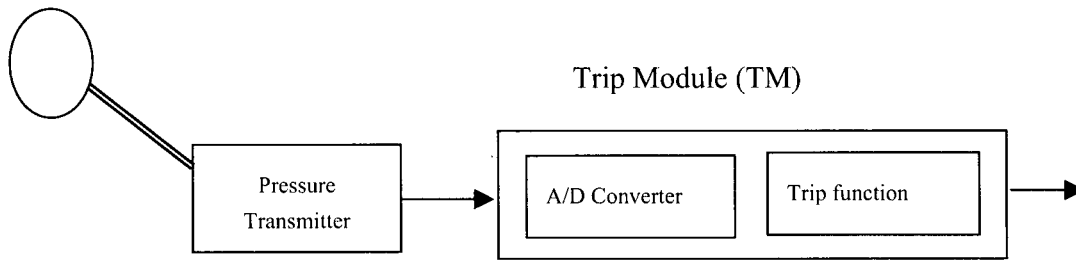 Trip Module (TM)
Pressure
Transmitter
A/D Converter
Trip function